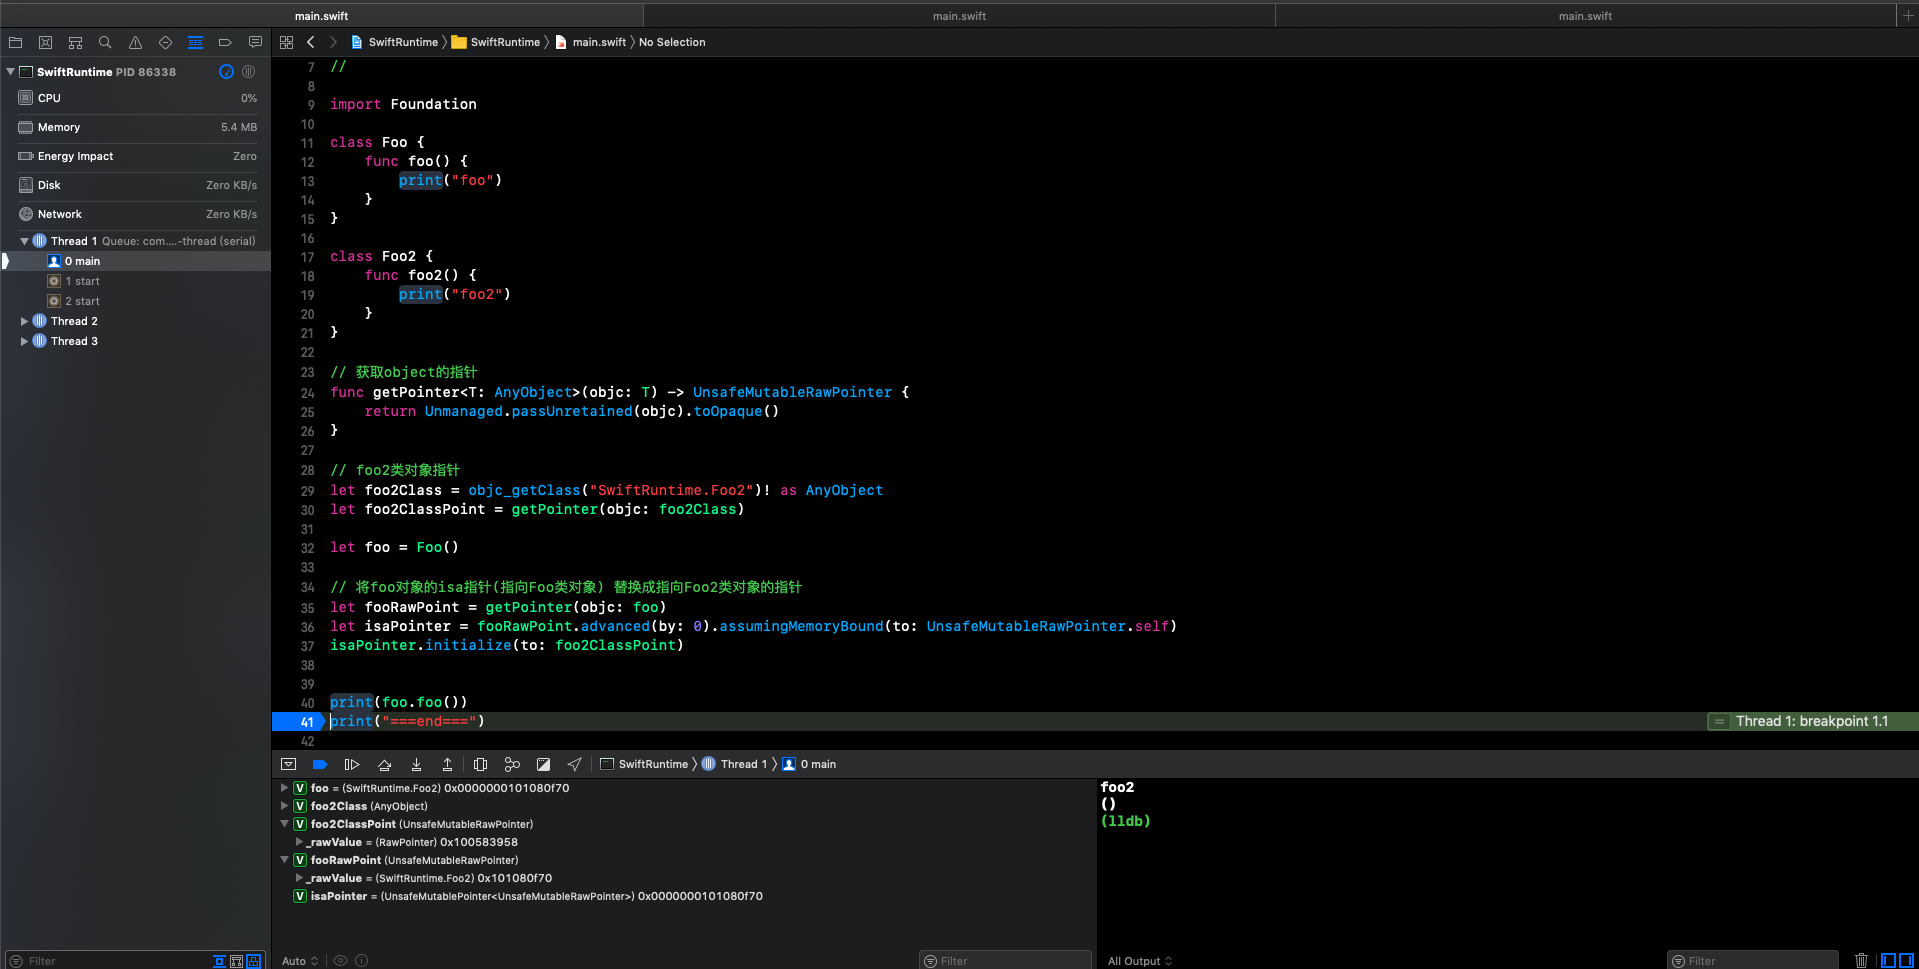 main.swift main.swift main.swift
SwiftRuntime SwiftRuntime main.swift No Selection
SwiftRuntime PID 86338
CPU 0%
Memory 5.4 MB
Energy Impact Zero
Disk Zero KB/s
Network Zero KB/s
Thread 1 Queue: com....-thread (serial)
0 main
1 start
2 start
Thread 2
Thread 3
Filter
7 //
8
9 import Foundation
10
11 class Foo {
12 func foo() {
13 print("foo")
14 }
15 }
16
17 class Foo2 {
18 func foo2() {
19 print("foo2")
20 }
21 }
22
23 // 获取object的指针
24 func getPointer<T: AnyObject>(objc: T) -> UnsafeMutableRawPointer {
25 return Unmanaged.passUnretained(objc).toOpaque()
26 }
27
28 // foo2类对象指针
29 let foo2Class = objc_getClass("SwiftRuntime.Foo2")! as AnyObject
30 let foo2ClassPoint = getPointer(objc: foo2Class)
31
32 let foo = Foo()
33
34 // 将foo对象的isa指针(指向Foo类对象) 替换成指向Foo2类对象的指针
35 let fooRawPoint = getPointer(objc: foo)
36 let isaPointer = fooRawPoint.advanced(by: 0).assumingMemoryBound(to: UnsafeMutableRawPointer.self)
37 isaPointer.initialize(to: foo2ClassPoint)
38
39
40 print(foo.foo())
41 print("===end===") = Thread 1: breakpoint 1.1
42
SwiftRuntime Thread 1 0 main
V foo = (SwiftRuntime.Foo2) 0x0000000101080f70
V foo2Class (AnyObject)
V foo2ClassPoint (UnsafeMutableRawPointer)
_rawValue = (RawPointer) 0x100583958
V fooRawPoint (UnsafeMutableRawPointer)
_rawValue = (SwiftRuntime.Foo2) 0x101080f70
V isaPointer = (UnsafeMutablePointer<UnsafeMutableRawPointer>) 0x0000000101080f70
Auto Filter
foo2
()
(lldb)
All Output Filter